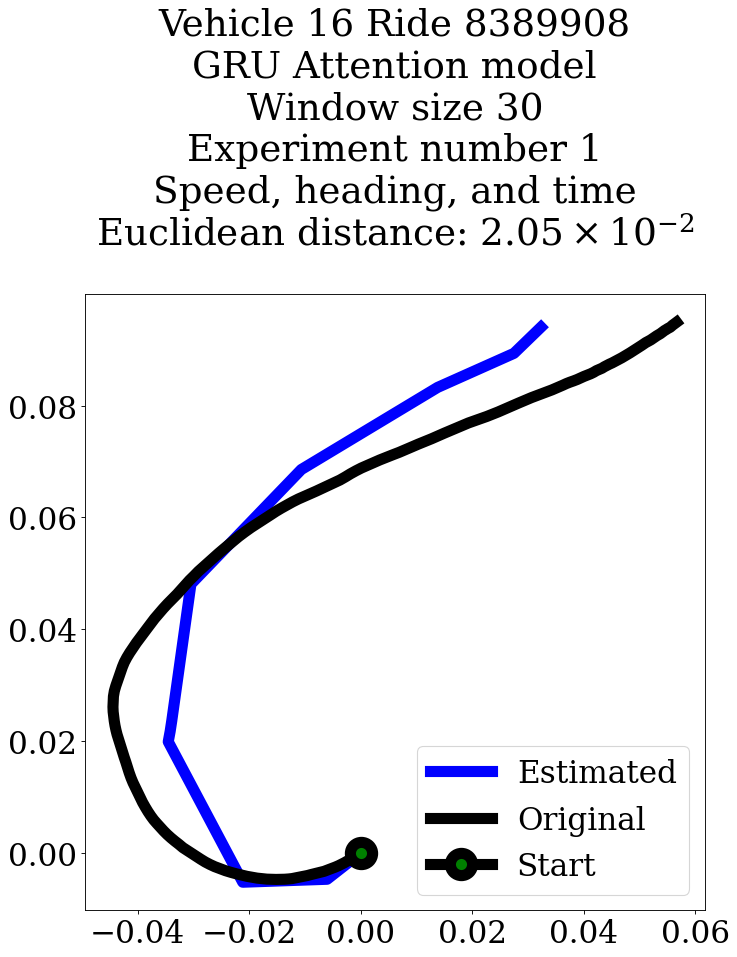 Vehicle 16 Ride 8389908
GRU Attention model
Window size 30
Experiment number 1
Speed, heading, and time
Euclidean distance: 2.05 × 10⁻²
0.08
0.06
0.04
0.02
0.00
Estimated
Original
Start
−0.04 −0.02 0.00 0.02 0.04 0.06